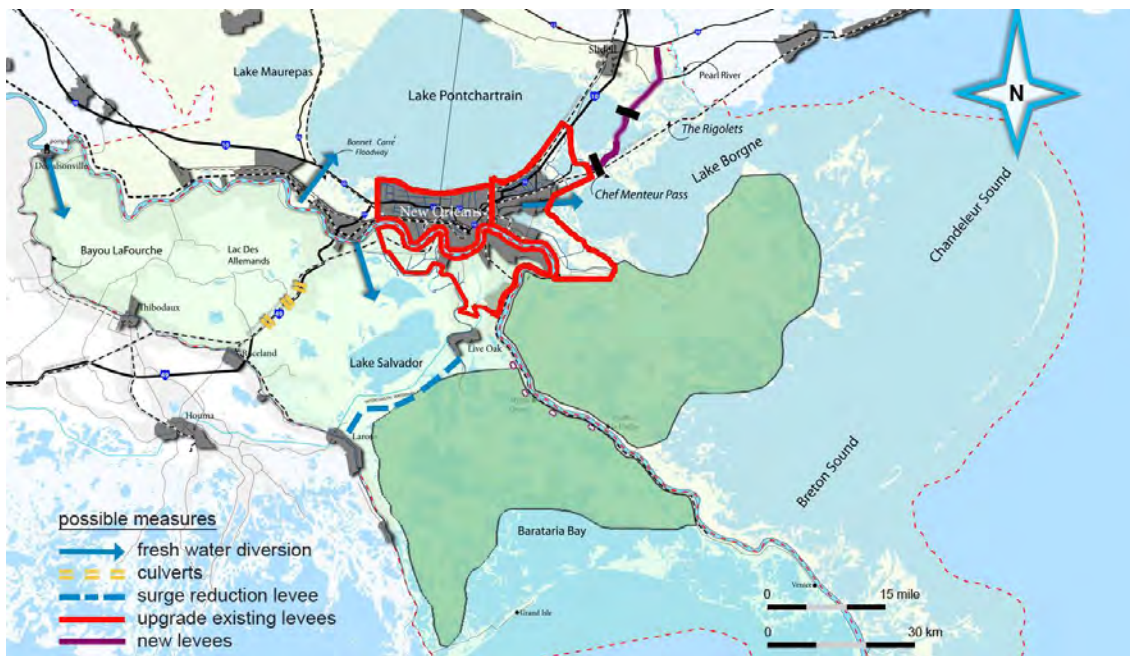 Slidell
Lake Maurepas
Pearl River
Lake Pontchartrain
N
The Rigolets
Bonnet Carré
Floodway
Donaldsonville
Lake Borgne
Chef Menteur Pass
New Orleans
Chandeleur Sound
Lac Des
Allemands
Bayou LaFourche
Thibodaux
Raceland
Live Oak
Lake Salvador
Houma
Larose
Breton Sound
possible measures
Barataria Bay
fresh water diversion
culverts
Venice
surge reduction levee
0
15 mile
Grand Isle
upgrade existing levees
0
30 km
new levees